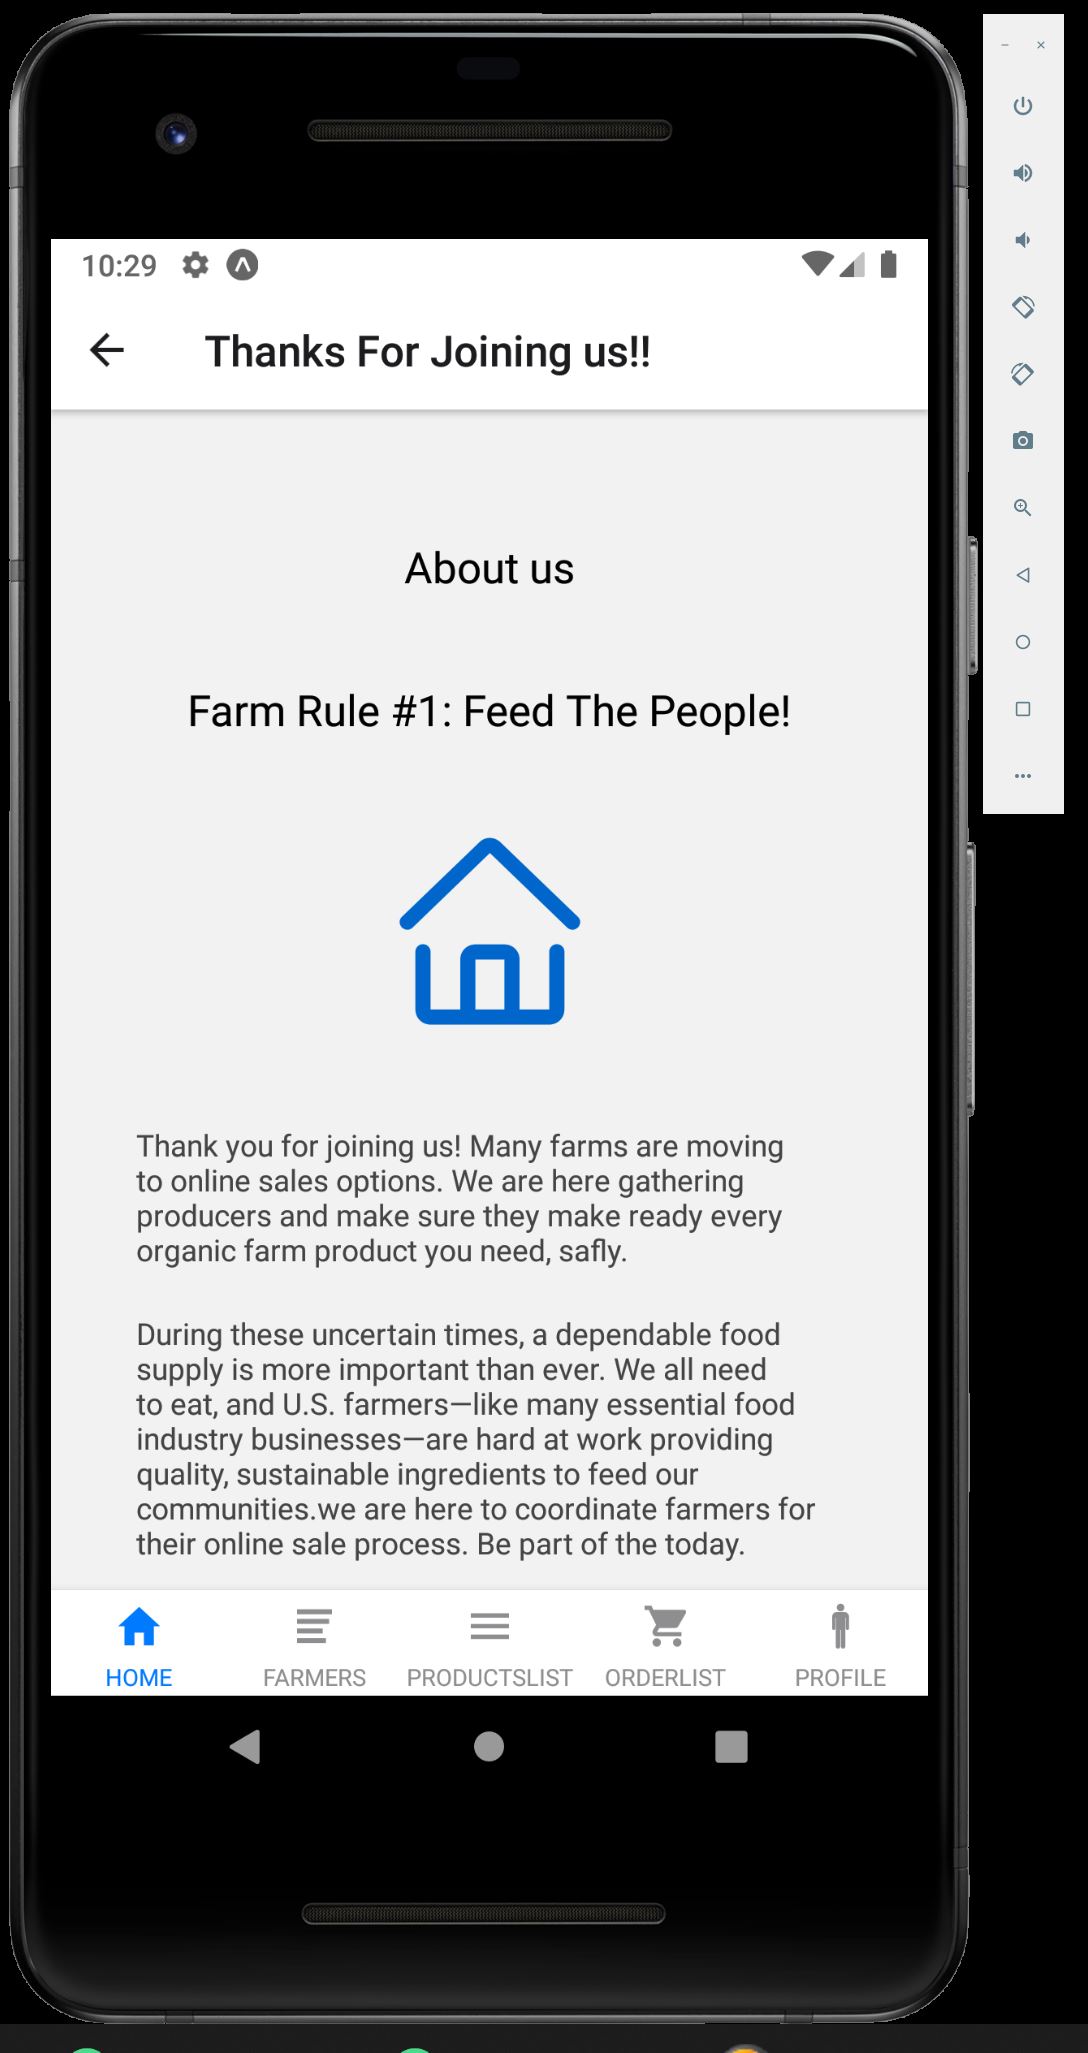 10:29
Thanks For Joining us!!
About us
Farm Rule #1: Feed The People!
Thank you for joining us! Many farms are moving
to online sales options. We are here gathering
producers and make sure they make ready every
organic farm product you need, safly.
During these uncertain times, a dependable food
supply is more important than ever. We all need
to eat, and U.S. farmers—like many essential food
industry businesses—are hard at work providing
quality, sustainable ingredients to feed our
communities.we are here to coordinate farmers for
their online sale process. Be part of the today.
HOME FARMERS PRODUCTSLIST ORDERLIST PROFILE